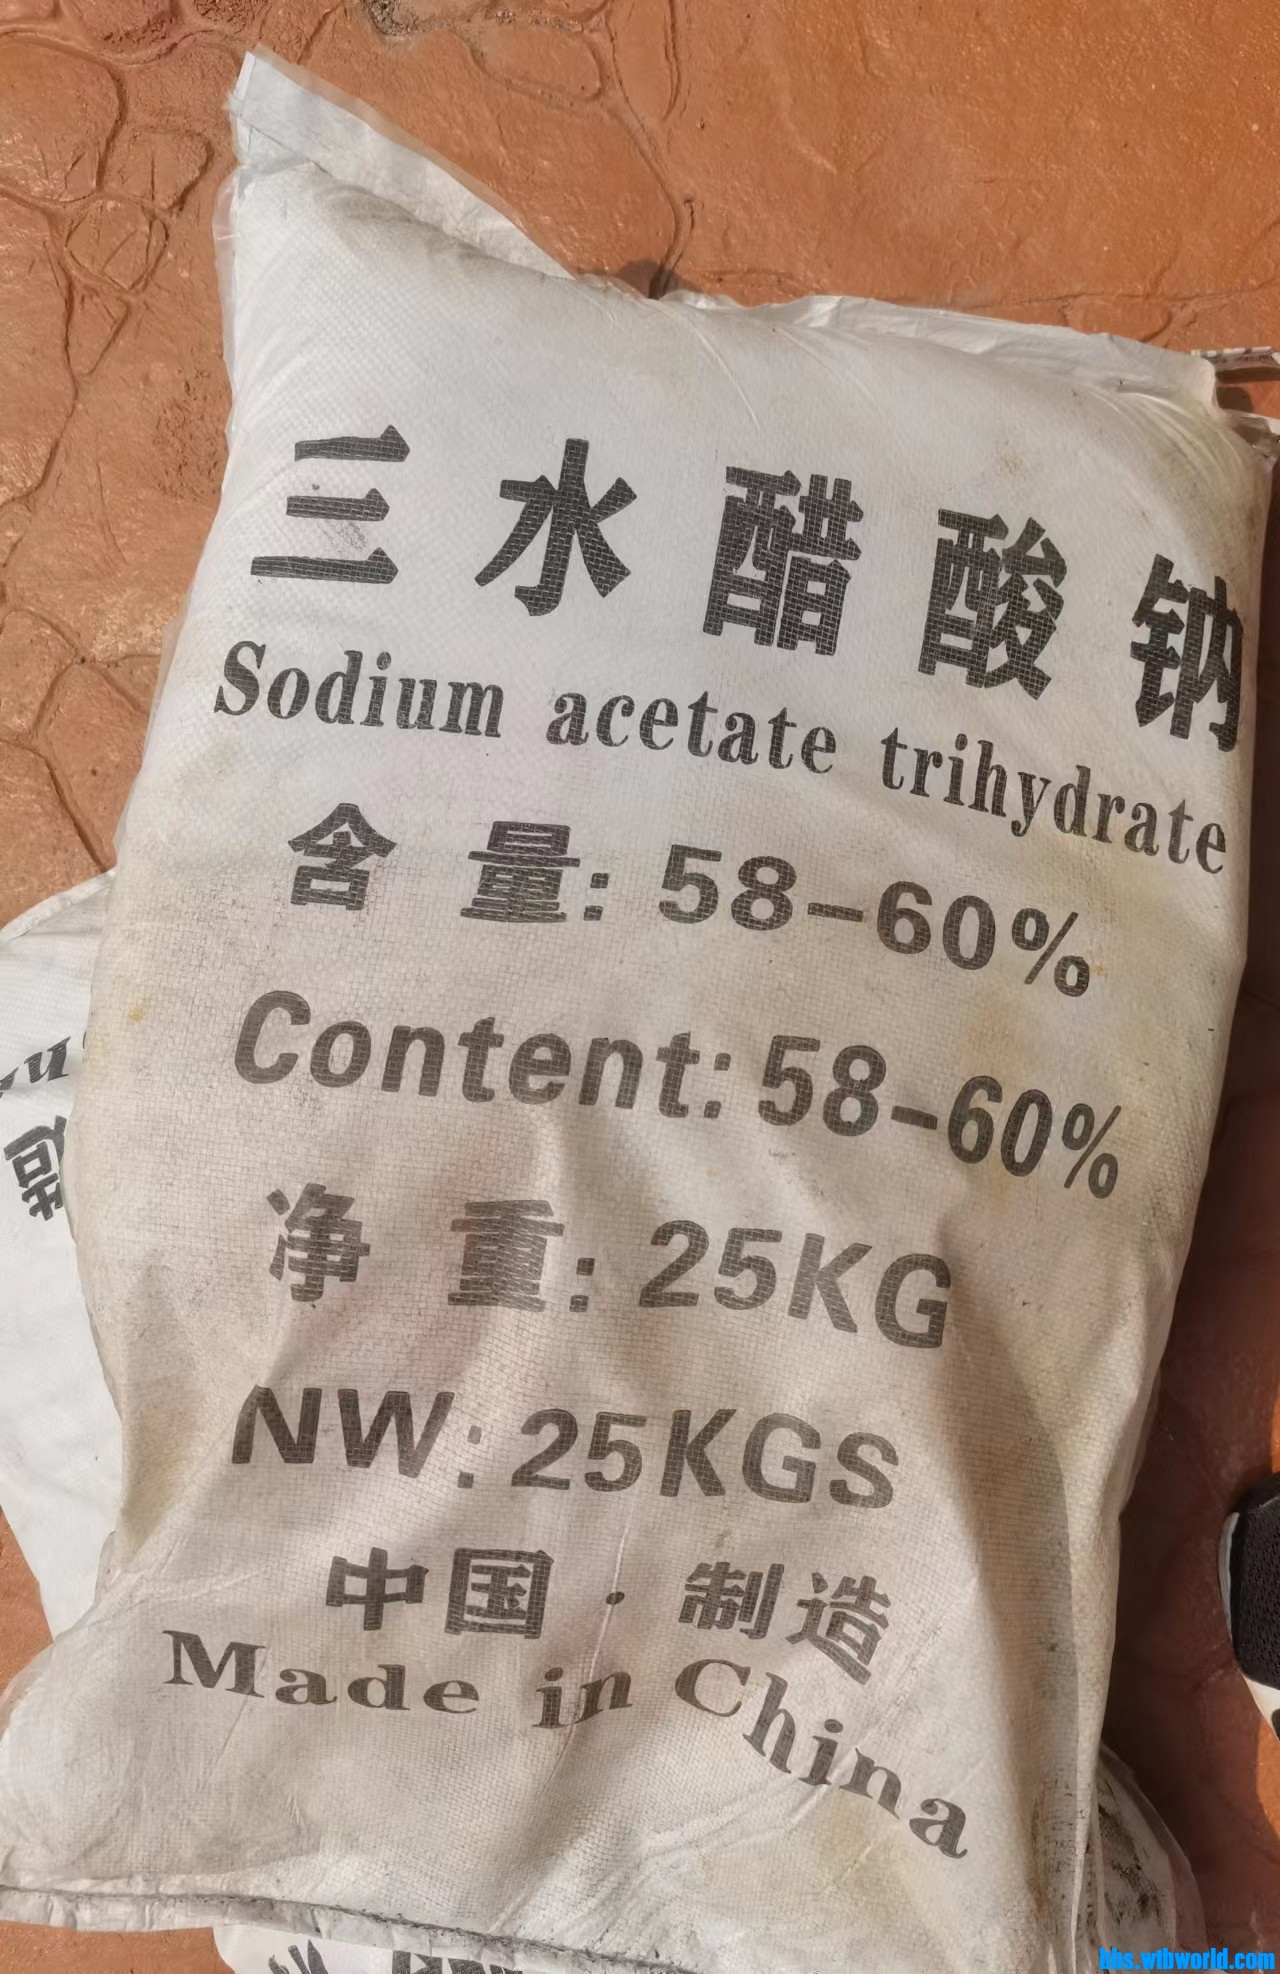 三水醋酸钠
Sodium acetate trihydrate
含量: 58-60%
Content: 58-60%
净重: 25KG
NW: 25KGS
中国·制造
Made in China
bbs.wibworld.com